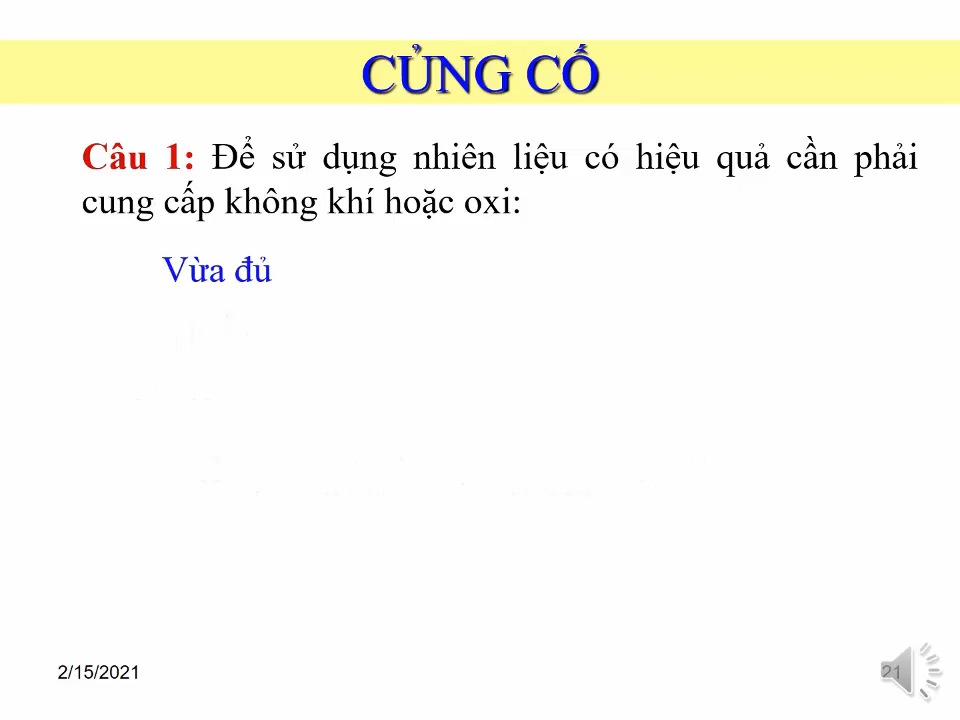 CỦNG CỐ
Câu 1: Để sử dụng nhiên liệu có hiệu quả cần phải
cung cấp không khí hoặc oxi:
Vừa đủ
2/15/2021
21